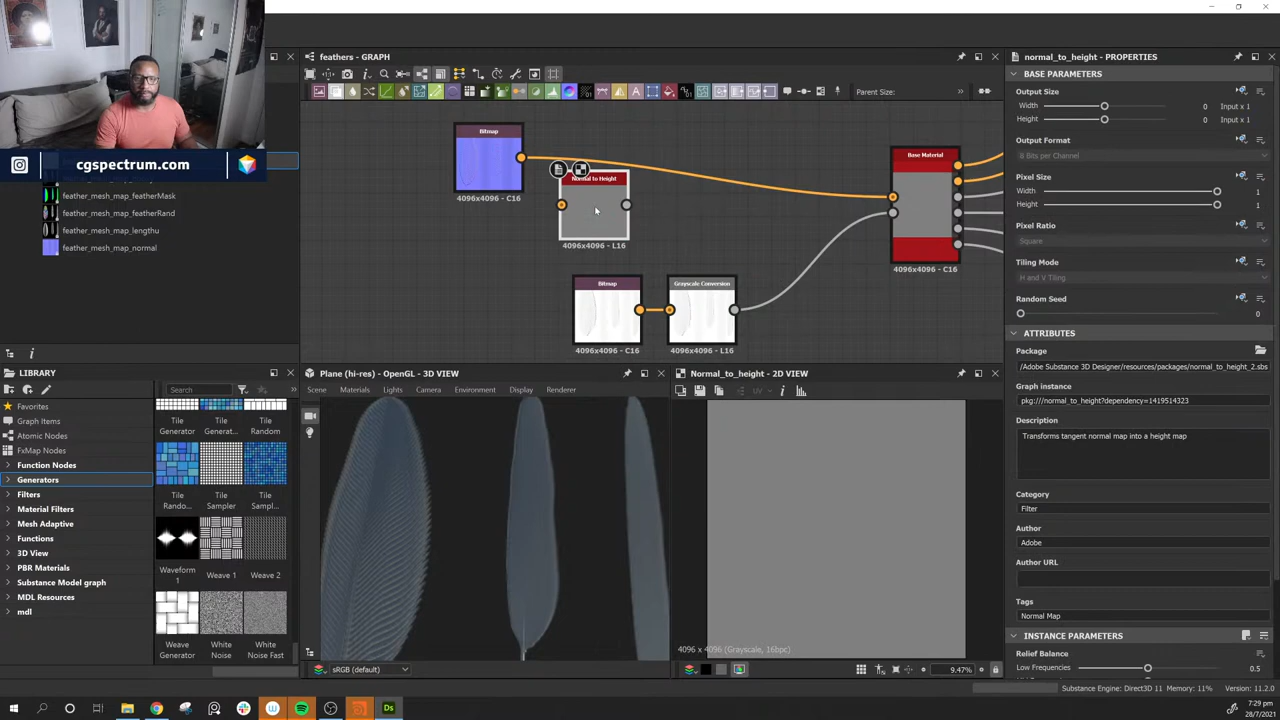 cgspectrum.com
feather_mesh_map_featherMask
feather_mesh_map_featherRand
feather_mesh_map_lengthu
feather_mesh_map_normal
LIBRARY
Search
Favorites
Graph Items
Atomic Nodes
FxMap Nodes
Function Nodes
Generators
Filters
Material Filters
Mesh Adaptive
Functions
3D View
PBR Materials
Substance Model graph
MDL Resources
mdl
Tile Generator
Tile Generat...
Tile Random
Tile Rando...
Tile Sampler
Tile Sampl...
Waveform 1
Weave 1
Weave 2
Weave Generator
White Noise
White Noise Fast
feathers - GRAPH
Parent Size:
Bitmap
4096x4096 - C16
Normal to Height
4096x4096 - L16
Bitmap
4096x4096 - C16
Grayscale Conversion
4096x4096 - L16
Base Material
4096x4096 - C16
Plane (hi-res) - OpenGL - 3D VIEW
Scene Materials Lights Camera Environment Display Renderer
sRGB (default)
Normal_to_height - 2D VIEW
4096 x 4096 (Grayscale, 16bpc)
9.47%
normal_to_height - PROPERTIES
BASE PARAMETERS
Output Size
Width 0 Input x 1
Height 0 Input x 1
Output Format
8 Bits per Channel
Pixel Size
Width 1
Height 1
Pixel Ratio
Square
Tiling Mode
H and V Tiling
Random Seed
0
ATTRIBUTES
Package
/Adobe Substance 3D Designer/resources/packages/normal_to_height_2.sbs
Graph instance
pkg:///normal_to_height?dependency=1419514323
Description
Transforms tangent normal map into a height map
Category
Filter
Author
Adobe
Author URL
Tags
Normal Map
INSTANCE PARAMETERS
Relief Balance
Low Frequencies 0.5
Substance Engine: Direct3D 11 Memory: 11% Version: 11.2.0
7:29 pm
28/7/2021